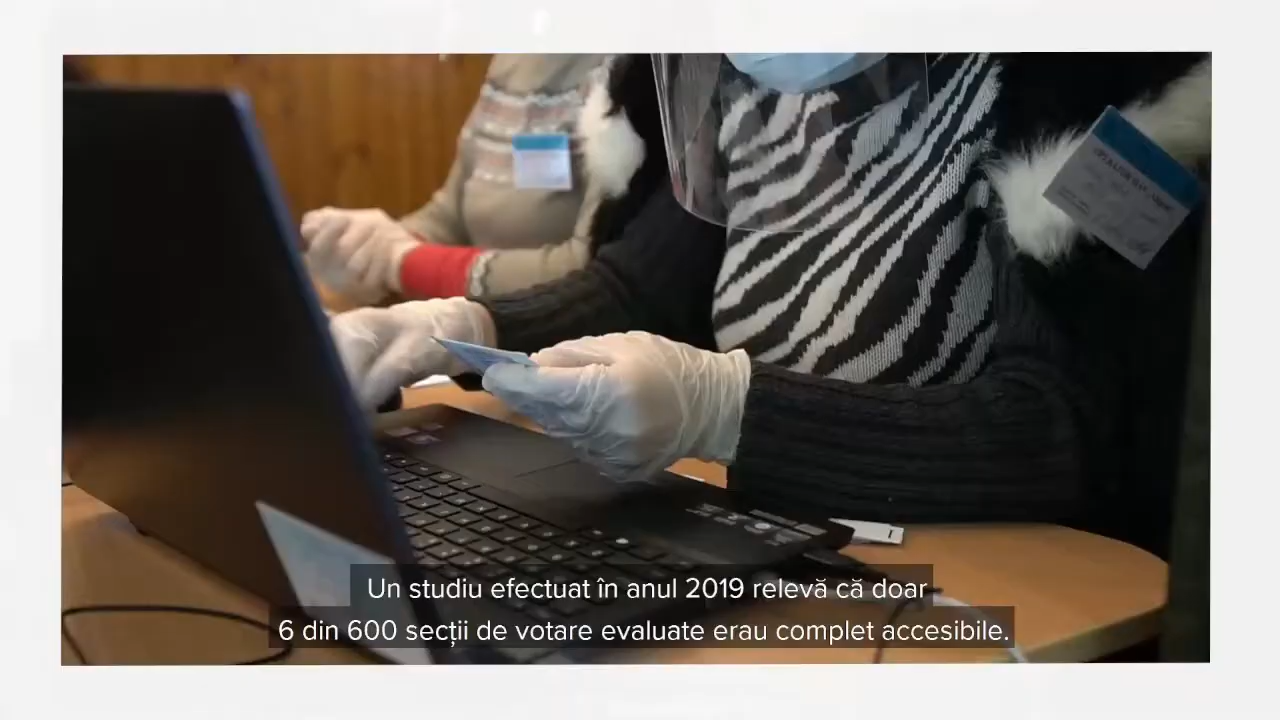 Un studiu efectuat în anul 2019 relevă că doar
6 din 600 secții de votare evaluate erau complet accesibile.